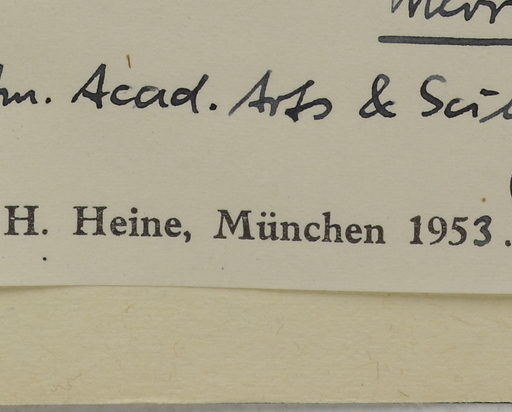 Acad. Arts & Sci
H. Heine, München 1953.